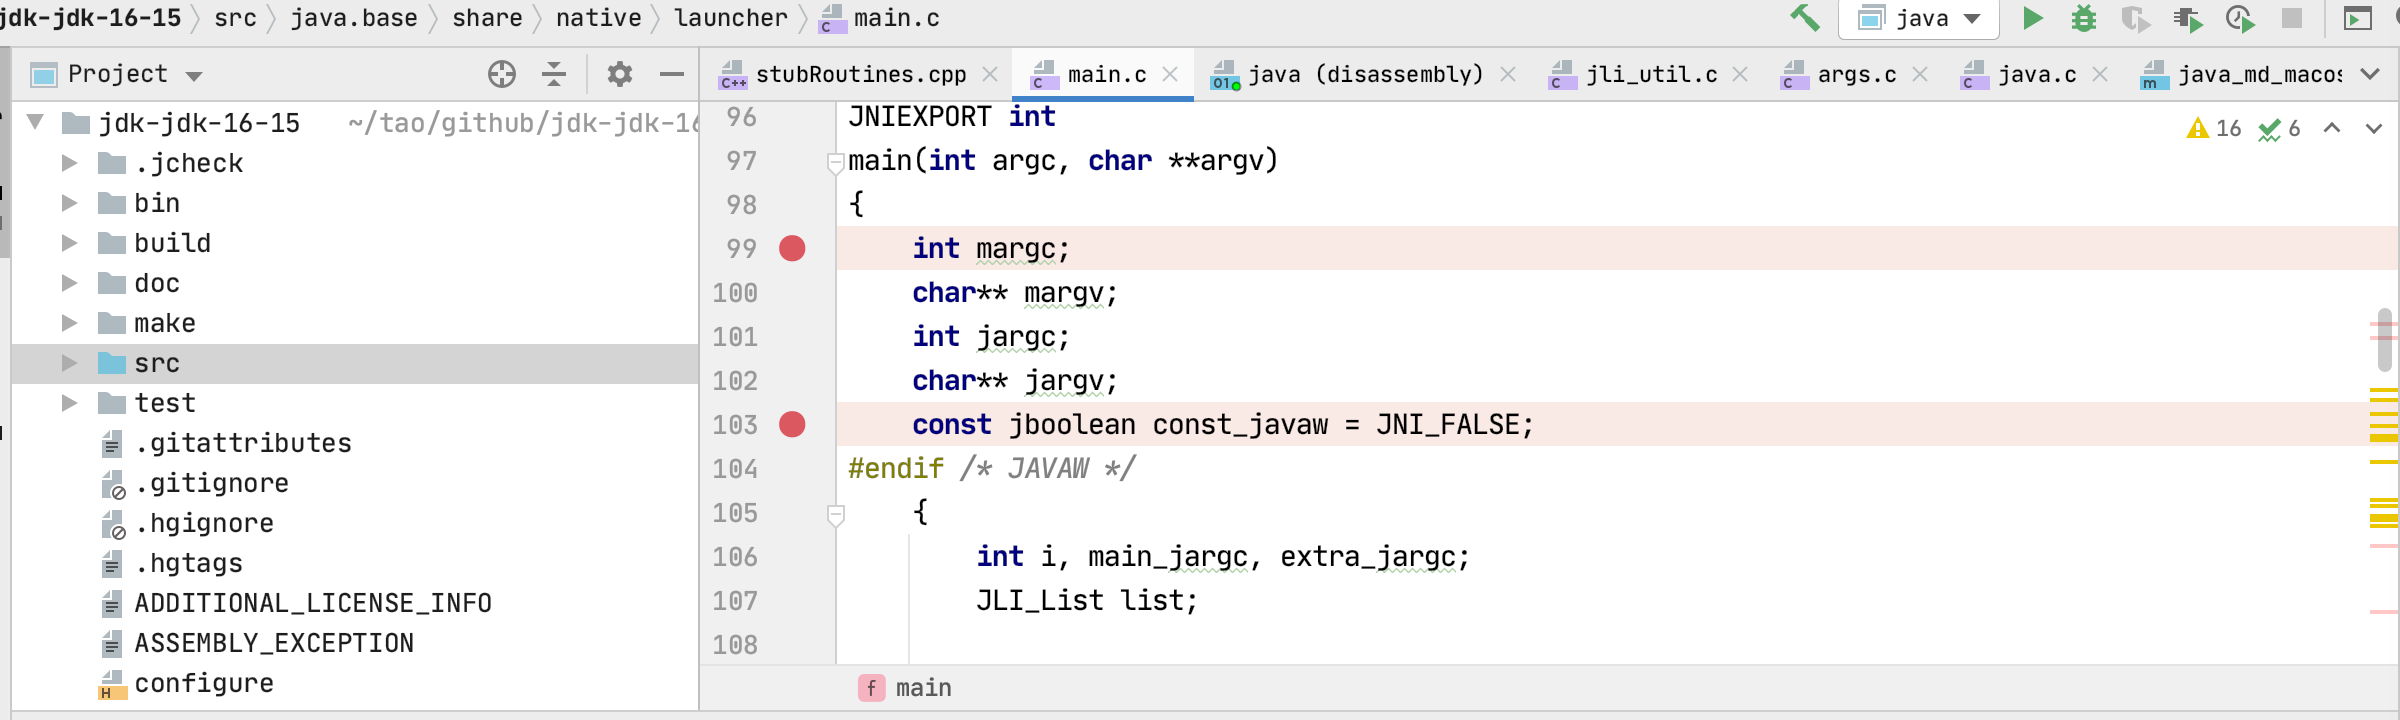 jdk-jdk-16-15 src java.base share native launcher main.c java
Project
stubRoutines.cpp main.c java (disassembly) jli_util.c args.c java.c java_md_macos
jdk-jdk-16-15 ~/tao/github/jdk-jdk-16
.jcheck
bin
build
doc
make
src
test
.gitattributes
.gitignore
.hgignore
.hgtags
ADDITIONAL_LICENSE_INFO
ASSEMBLY_EXCEPTION
configure
96 JNIEXPORT int
97 main(int argc, char **argv)
98 {
99 int margc;
100 char** margv;
101 int jargc;
102 char** jargv;
103 const jboolean const_javaw = JNI_FALSE;
104 #endif /* JAVAW */
105 {
106 int i, main_jargc, extra_jargc;
107 JLI_List list;
108
16 6
f main